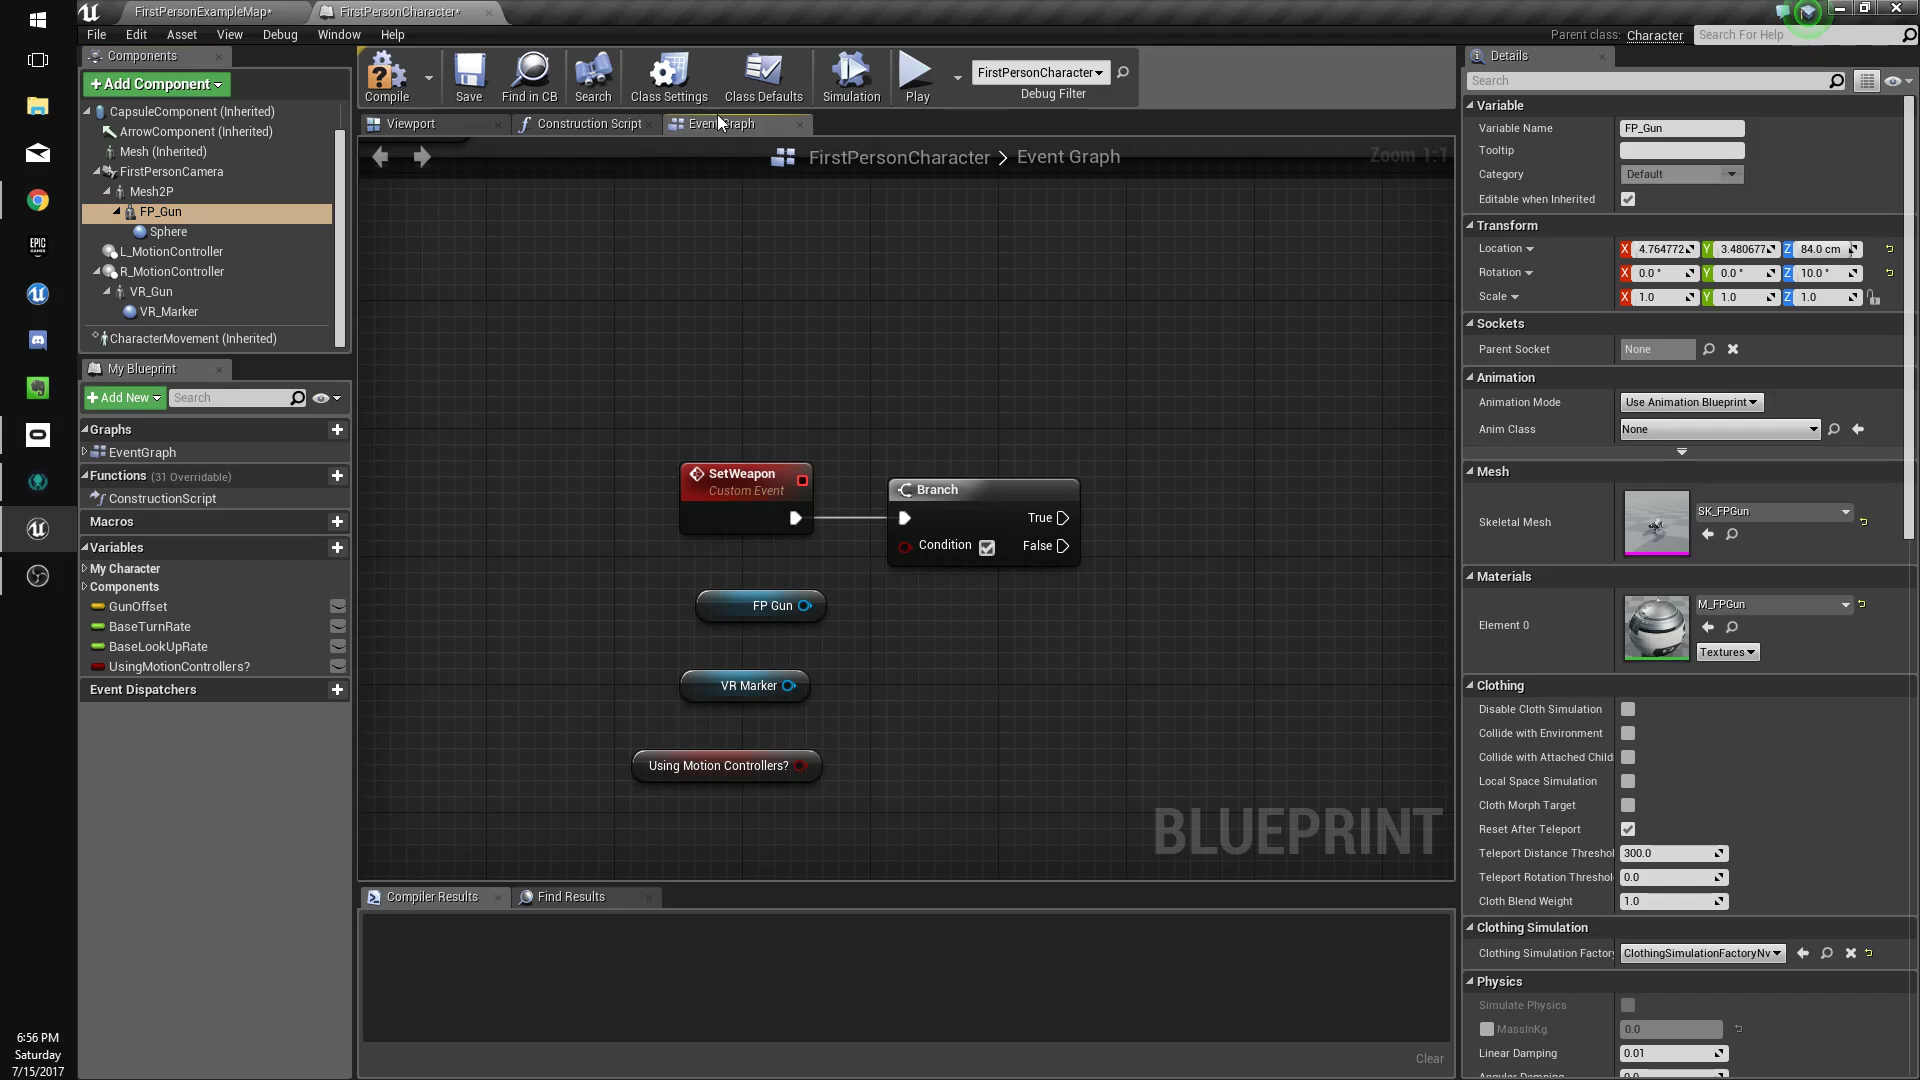 FirstPersonExampleMap*
FirstPersonCharacter*
File Edit Asset View Debug Window Help
Parent class: Character
Search For Help
Components
+Add Component
CapsuleComponent (Inherited)
ArrowComponent (Inherited)
Mesh (Inherited)
FirstPersonCamera
Mesh2P
FP_Gun
Sphere
L_MotionController
R_MotionController
VR_Gun
VR_Marker
CharacterMovement (Inherited)
My Blueprint
+Add New
Search
Graphs
EventGraph
Functions (31 Overridable)
ConstructionScript
Macros
Variables
My Character
Components
GunOffset
BaseTurnRate
BaseLookUpRate
UsingMotionControllers?
Event Dispatchers
Compile
Save
Find in CB
Search
Class Settings
Class Defaults
Simulation
Play
FirstPersonCharacter
Debug Filter
Viewport
Construction Script
FirstPersonCharacter > Event Graph
Zoom 1:1
SetWeapon
Custom Event
Branch
True
Condition
False
FP Gun
VR Marker
Using Motion Controllers?
BLUEPRINT
Compiler Results
Find Results
Clear
Details
Search
Variable
Variable Name FP_Gun
Tooltip
Category Default
Editable when Inherited
Transform
Location X 4.764772 Y 3.480677 Z 84.0 cm
Rotation X 0.0 ° Y 0.0 ° Z 10.0 °
Scale X 1.0 Y 1.0 Z 1.0
Sockets
Parent Socket None
Animation
Animation Mode Use Animation Blueprint
Anim Class None
Mesh
Skeletal Mesh SK_FPGun
Materials
Element 0 M_FPGun
Textures
Clothing
Disable Cloth Simulation
Collide with Environment
Collide with Attached Child
Local Space Simulation
Cloth Morph Target
Reset After Teleport
Teleport Distance Threshol 300.0
Teleport Rotation Threshol 0.0
Cloth Blend Weight 1.0
Clothing Simulation
Clothing Simulation Factory ClothingSimulationFactoryNv
Physics
Simulate Physics
MassInKg 0.0
Linear Damping 0.01
EPIC GAMES
6:56 PM
Saturday
7/15/2017